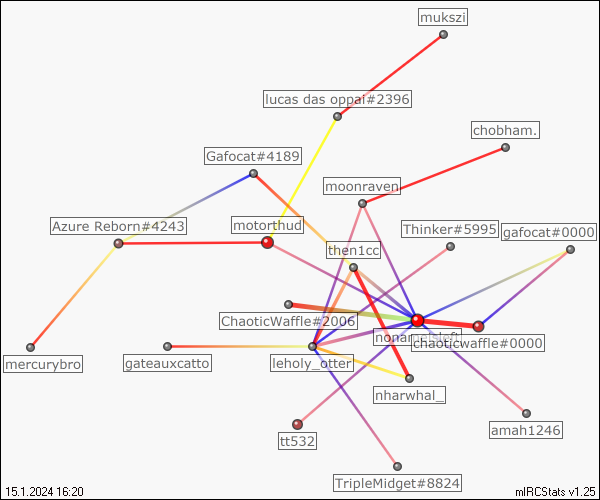 mukszi
lucas das oppai#2396
chobham.
Gafocat#4189
moonraven
Azure Reborn#4243
motorthud
Thinker#5995
gafocat#0000
then1cc
ChaoticWaffle#2006
chaoticwaffle#0000
mercurybro
gateauxcatto
leholy_otter
nharwhal_
amah1246
tt532
TripleMidget#8824
15.1.2024 16:20
mIRCStats v1.25